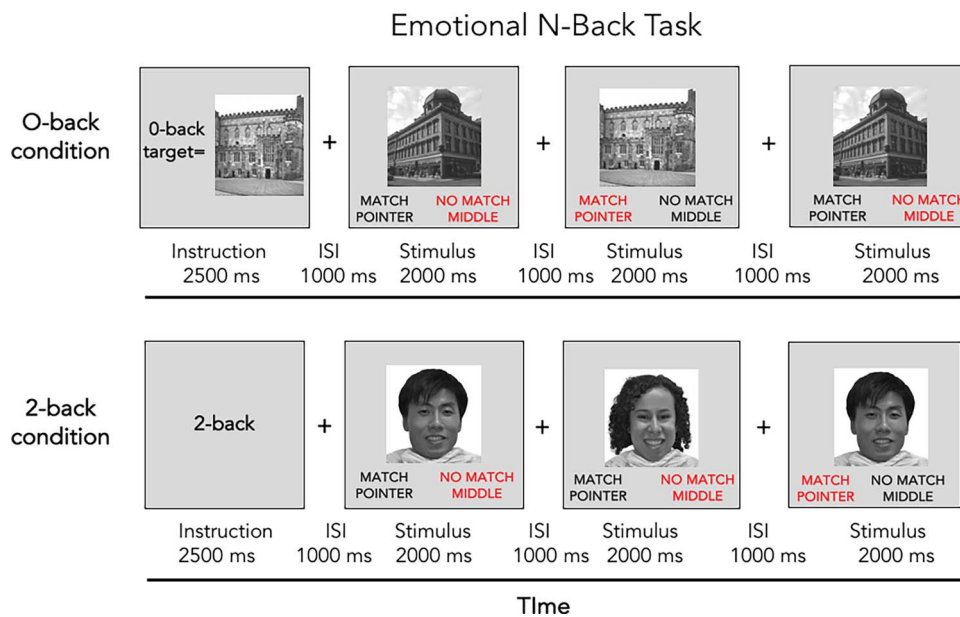 Emotional N-Back Task
O-back
condition
0-back
target=
+
MATCH
POINTER
NO MATCH
MIDDLE
+
MATCH
POINTER
NO MATCH
MIDDLE
+
MATCH
POINTER
NO MATCH
MIDDLE
Instruction
2500 ms
ISI
1000 ms
Stimulus
2000 ms
ISI
1000 ms
Stimulus
2000 ms
ISI
1000 ms
Stimulus
2000 ms
2-back
condition
2-back
+
MATCH
POINTER
NO MATCH
MIDDLE
+
MATCH
POINTER
NO MATCH
MIDDLE
+
MATCH
POINTER
NO MATCH
MIDDLE
Instruction
2500 ms
ISI
1000 ms
Stimulus
2000 ms
ISI
1000 ms
Stimulus
2000 ms
ISI
1000 ms
Stimulus
2000 ms
TIme